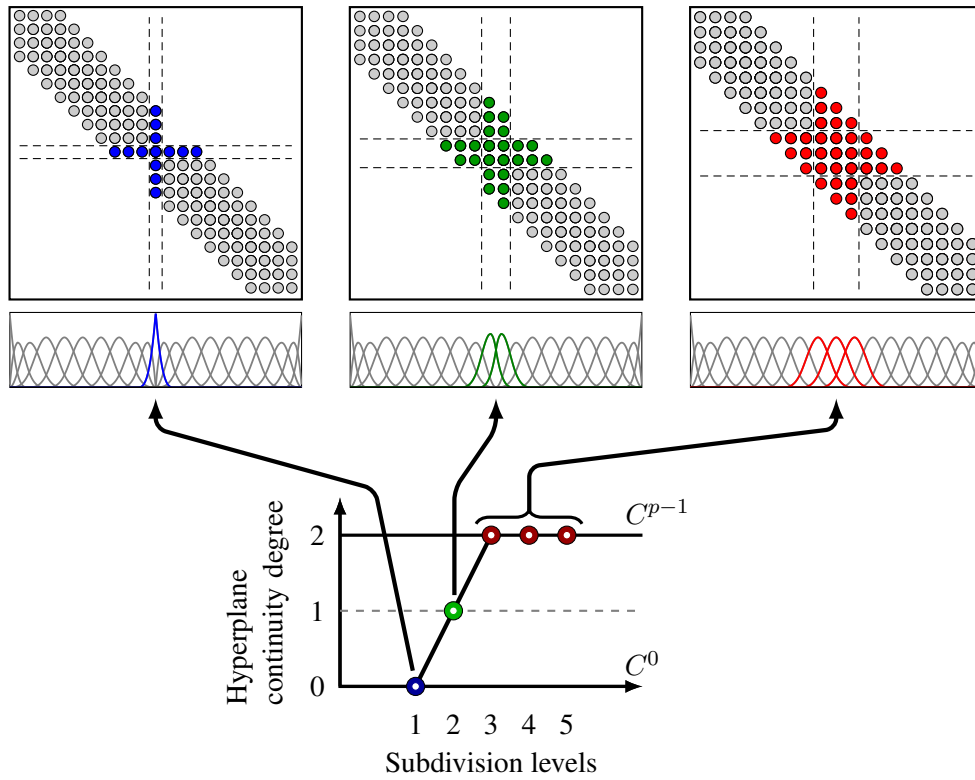 C^{p−1}
2
1
0
C^0
Hyperplane
continuity degree
1 2 3 4 5
Subdivision levels